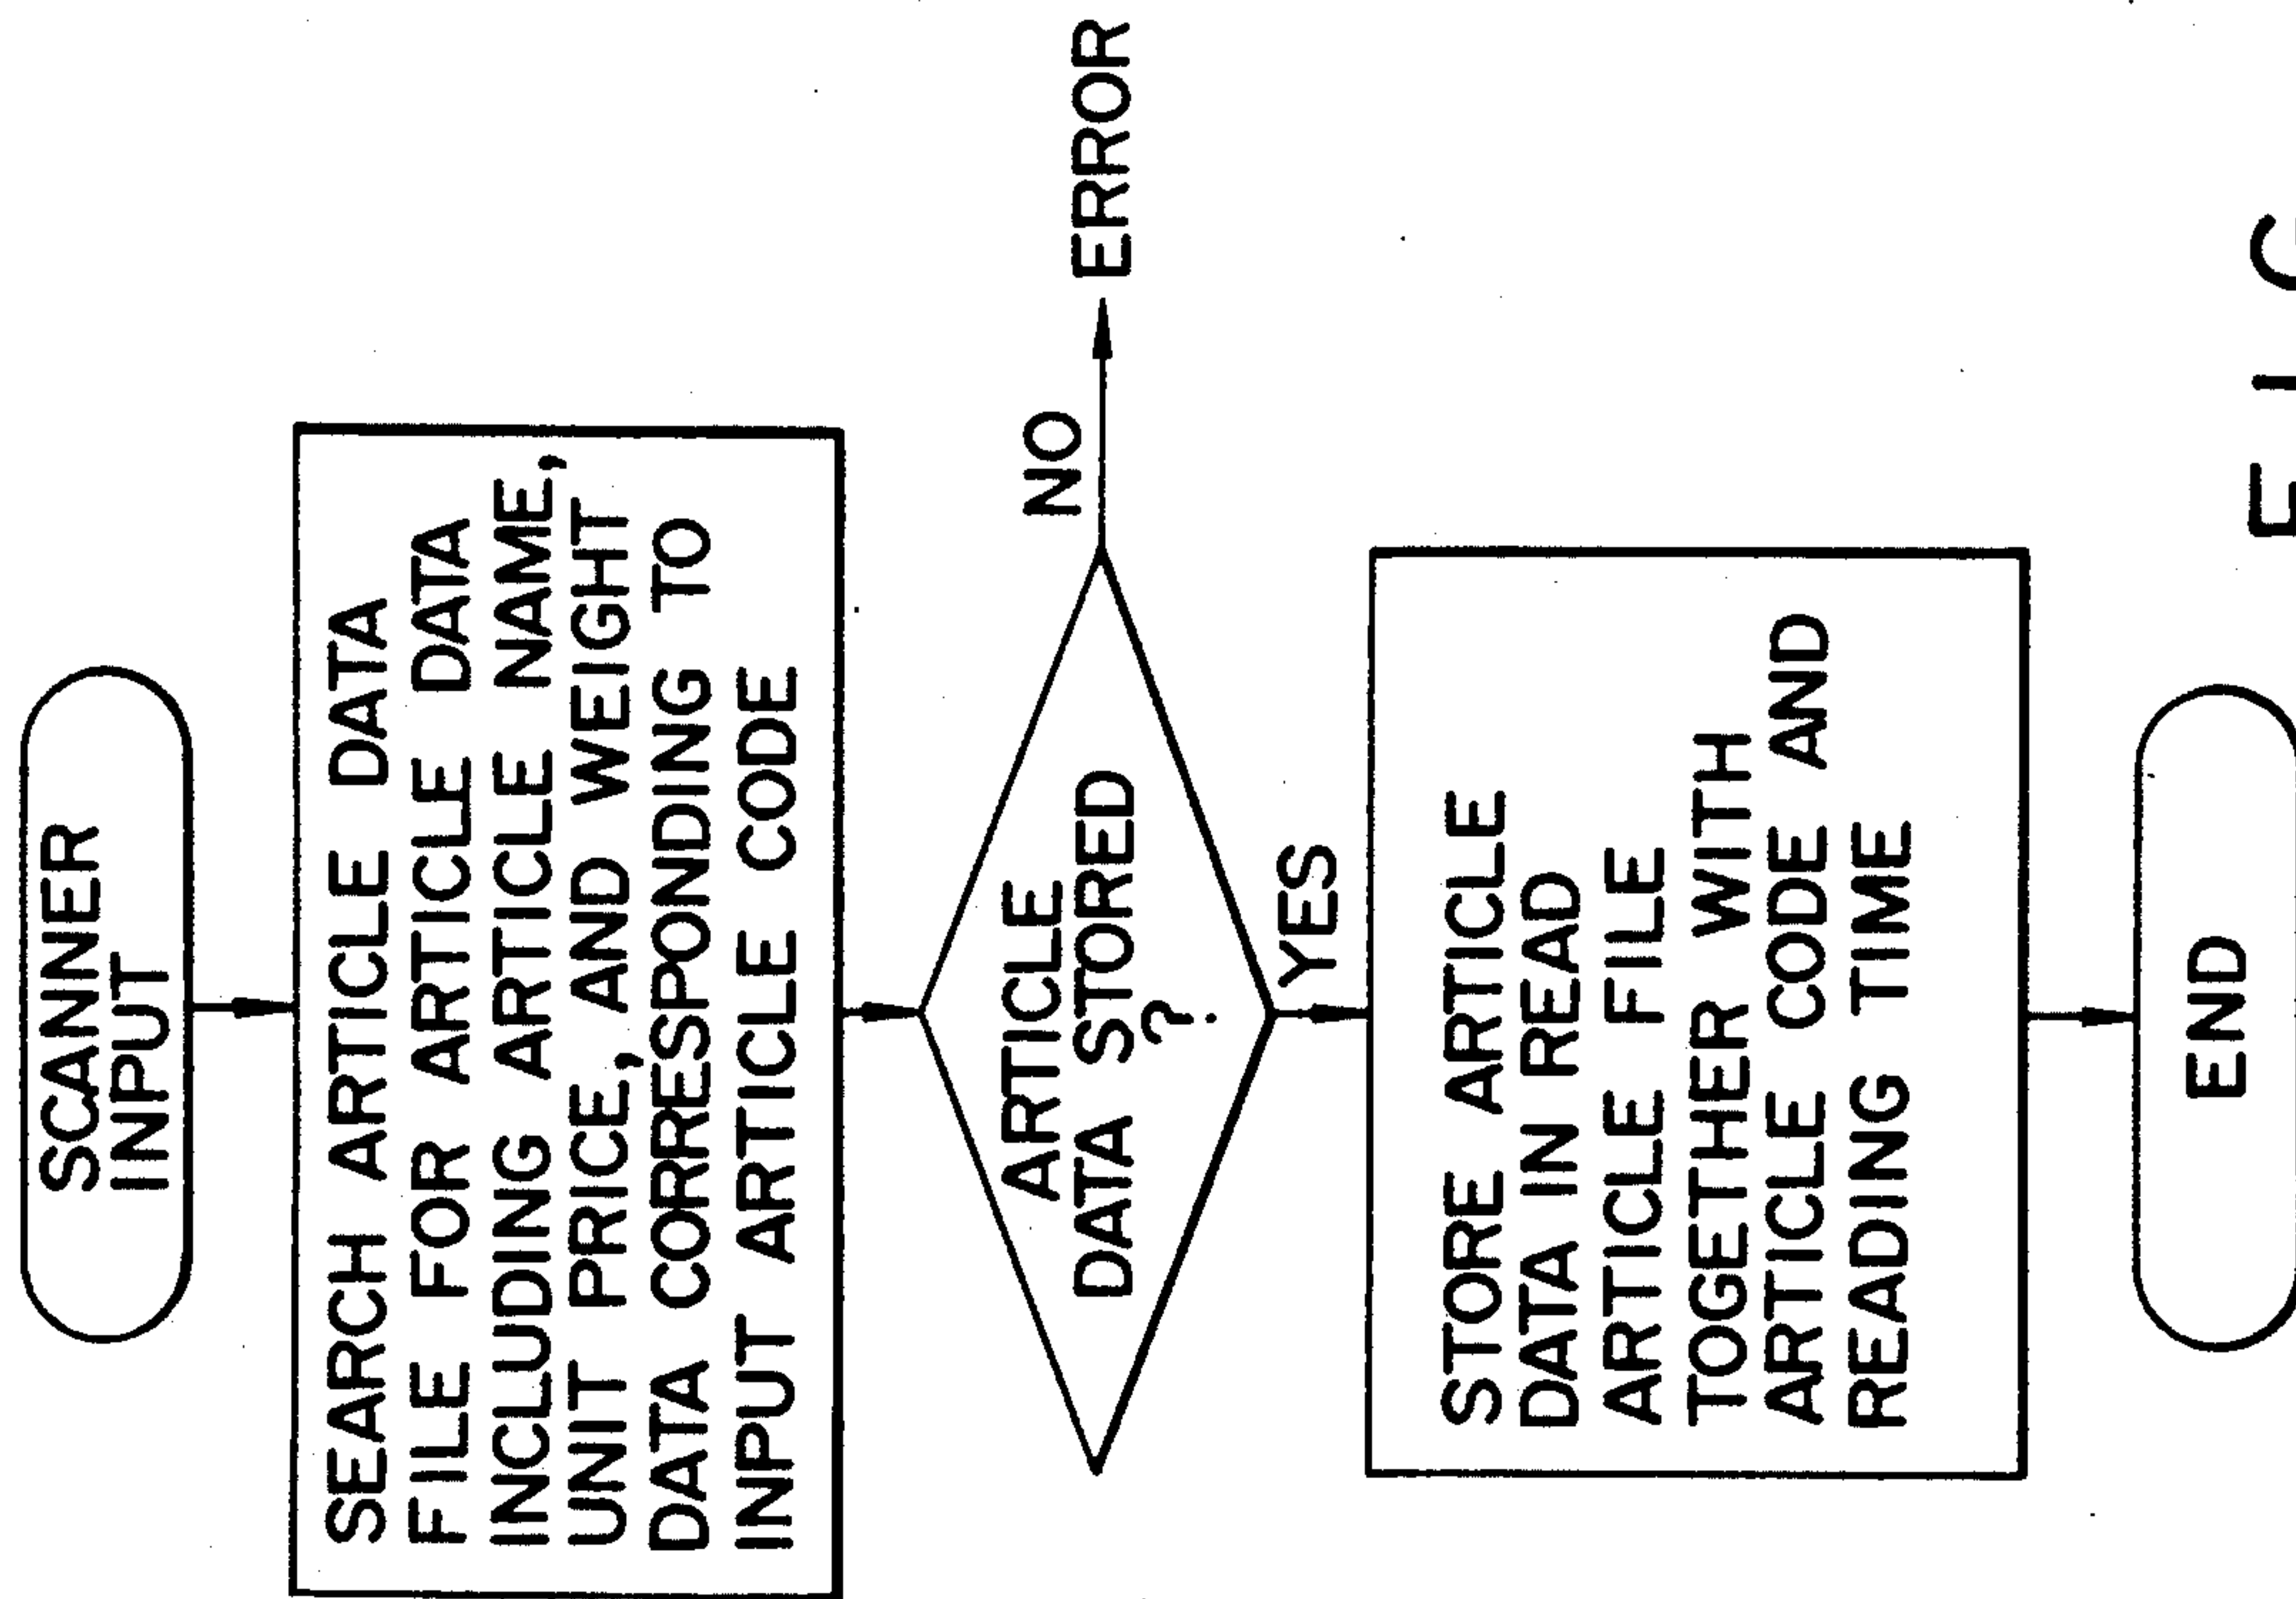 SCANNER
INPUT
SEARCH ARTICLE DATA
FILE FOR ARTICLE DATA
INCLUDING ARTICLE NAME,
UNIT PRICE, AND WEIGHT
DATA CORRESPONDING TO
INPUT ARTICLE CODE
ARTICLE
DATA STORED
?
NO
ERROR
YES
STORE ARTICLE
DATA IN READ
ARTICLE FILE
TOGETHER WITH
ARTICLE CODE AND
READING TIME
END